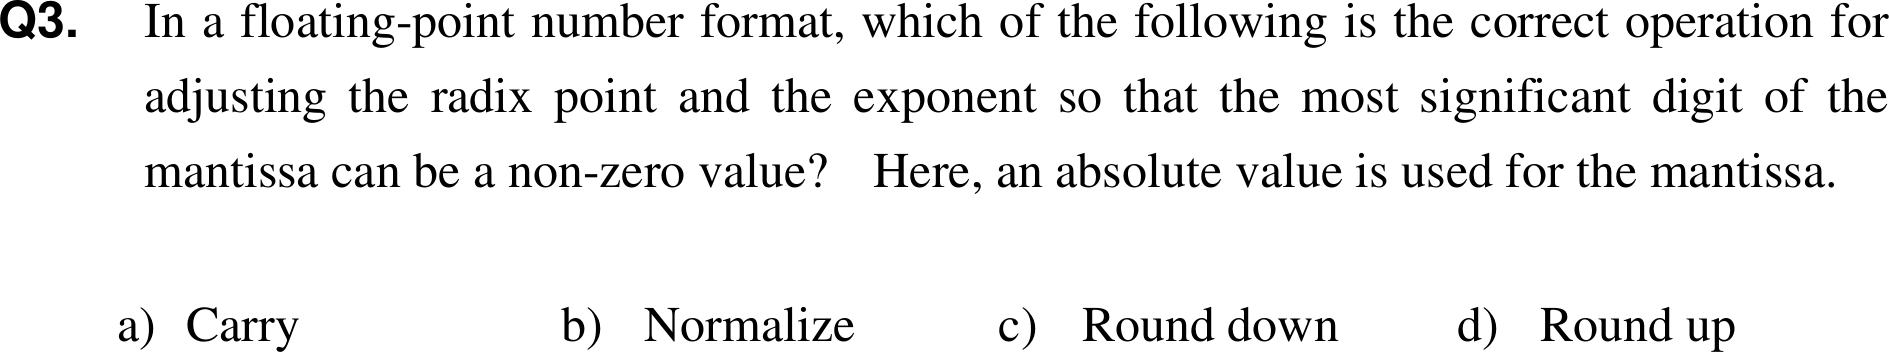 Q3. In a floating-point number format, which of the following is the correct operation for
adjusting the radix point and the exponent so that the most significant digit of the
mantissa can be a non-zero value? Here, an absolute value is used for the mantissa.
a) Carry b) Normalize c) Round down d) Round up